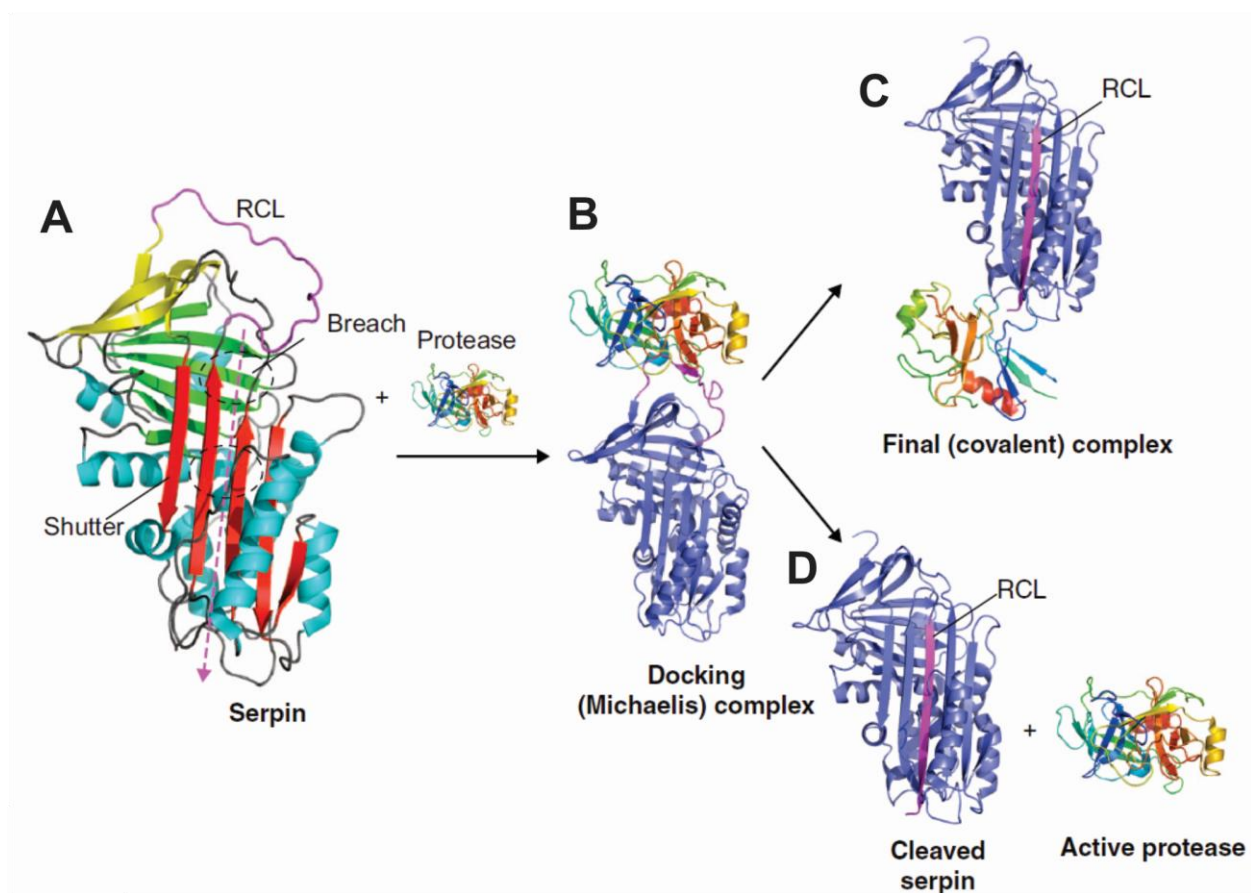 A
RCL
Breach
Protease
+
Shutter
Serpin
B
Docking
(Michaelis) complex
C
RCL
Final (covalent) complex
D
RCL
+
Cleaved
serpin
Active protease